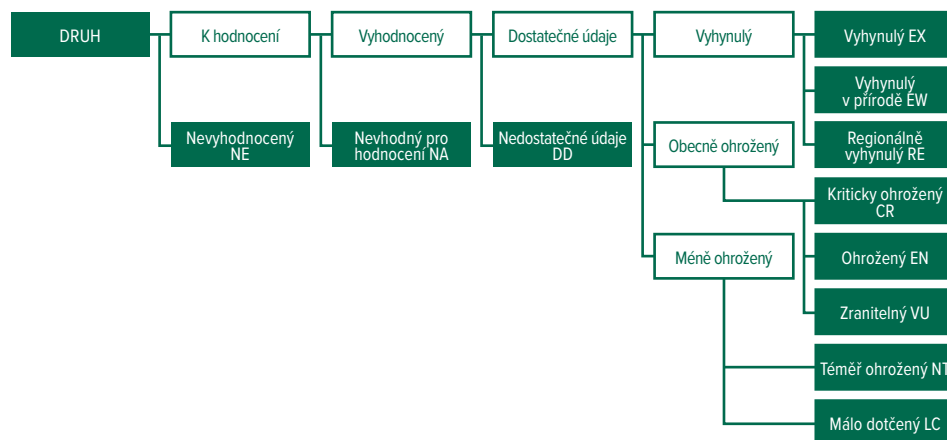 DRUH
K hodnocení
Vyhodnocený
Dostatečné údaje
Vyhynulý
Vyhynulý EX
Vyhynulý
v přírodě EW
Nevyhodnocený
NE
Nevhodný pro
hodnocení NA
Nedostatečné údaje
DD
Obecně ohrožený
Regionálně
vyhynulý RE
Kriticky ohrožený
CR
Méně ohrožený
Ohrožený EN
Zranitelný VU
Téměř ohrožený NT
Málo dotčený LC